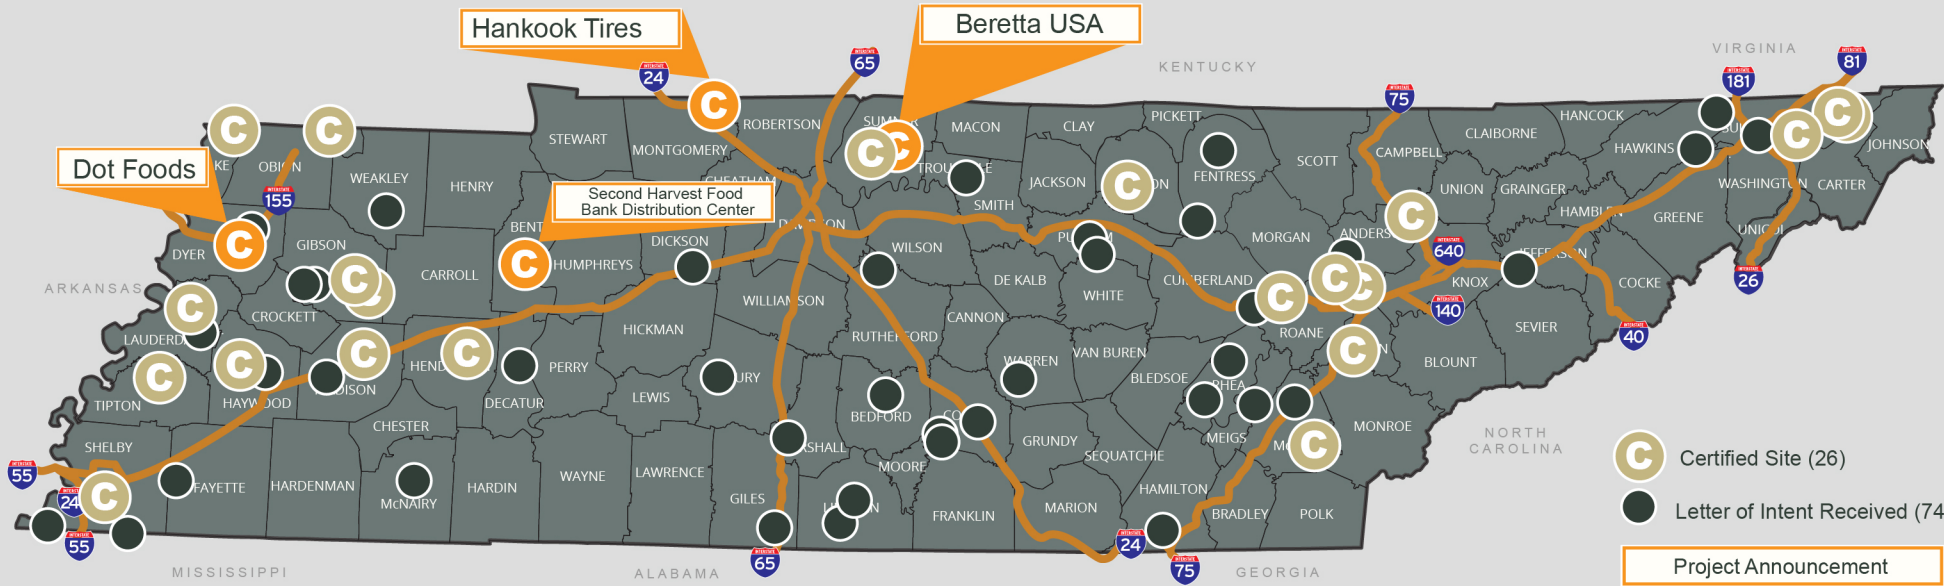 Hankook Tires
Beretta USA
Dot Foods
Second Harvest Food
Bank Distribution Center
VIRGINIA
KENTUCKY
ARKANSAS
MISSISSIPPI
ALABAMA
GEORGIA
NORTH
CAROLINA
24
65
75
181
81
155
640
140
26
40
55
24
55
65
24
75
STEWART
MONTGOMERY
ROBERTSON
MACON
CLAY
PICKETT
SCOTT
CAMPBELL
CLAIBORNE
HANCOCK
HAWKINS
JOHNSON
WEAKLEY
HENRY
CHEATHAM
JACKSON
FENTRESS
UNION
GRAINGER
WASHINGTON
CARTER
DYER
GIBSON
CARROLL
HUMPHREYS
DICKSON
WILSON
SMITH
MORGAN
HAMBLEN
GREENE
UNICOI
JEFFERSON
COCKE
KNOX
CROCKETT
HICKMAN
WILLIAMSON
RUTHERFORD
CANNON
DE KALB
WHITE
CUMBERLAND
ROANE
BLOUNT
SEVIER
TIPTON
HAYWOOD
CHESTER
DECATUR
PERRY
LEWIS
BEDFORD
WARREN
VAN BUREN
BLEDSOE
MEIGS
MONROE
SHELBY
FAYETTE
HARDENMAN
McNAIRY
HARDIN
WAYNE
LAWRENCE
GILES
MOORE
FRANKLIN
GRUNDY
SEQUATCHIE
MARION
HAMILTON
BRADLEY
POLK
C
Certified Site (26)
Letter of Intent Received (74
Project Announcement